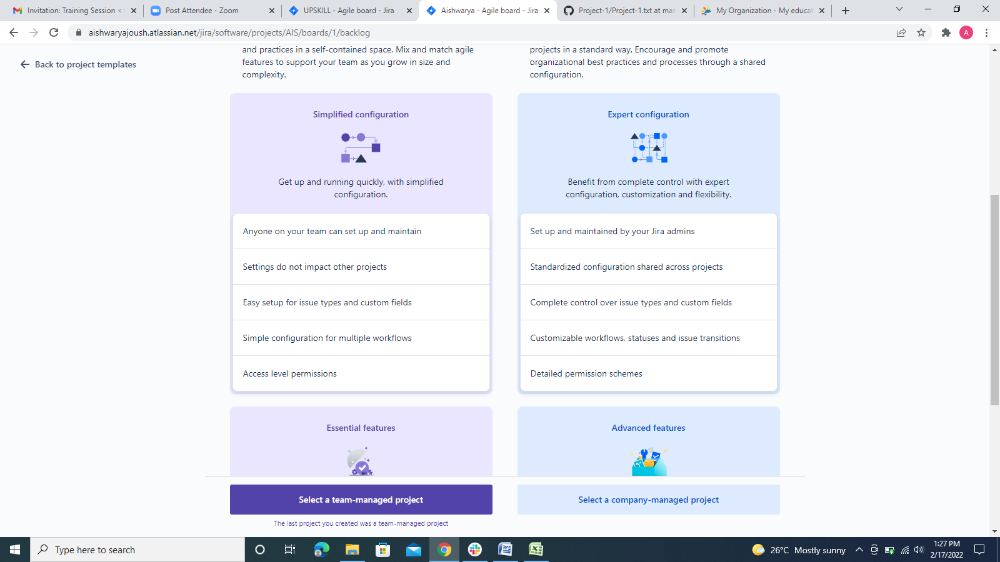 Invitation: Training Session <
Post Attendee - Zoom
UPSKILL - Agile board - Jira
Aishwarya - Agile board - Jira
Project-1/Project-1.txt at mas
My Organization - My educat
aishwaryajoush.atlassian.net/jira/software/projects/AIS/boards/1/backlog
A
Back to project templates
and practices in a self-contained space. Mix and match agile
features to support your team as you grow in size and
complexity.
projects in a standard way. Encourage and promote
organizational best practices and processes through a shared
configuration.
Simplified configuration
Get up and running quickly, with simplified
configuration.
Anyone on your team can set up and maintain
Settings do not impact other projects
Easy setup for issue types and custom fields
Simple configuration for multiple workflows
Access level permissions
Expert configuration
Benefit from complete control with expert
configuration, customization and flexibility.
Set up and maintained by your Jira admins
Standardized configuration shared across projects
Complete control over issue types and custom fields
Customizable workflows, statuses and issue transitions
Detailed permission schemes
Essential features
Advanced features
Select a team-managed project
The last project you created was a team-managed project
Select a company-managed project
Type here to search
26°C Mostly sunny
1:27 PM
2/17/2022